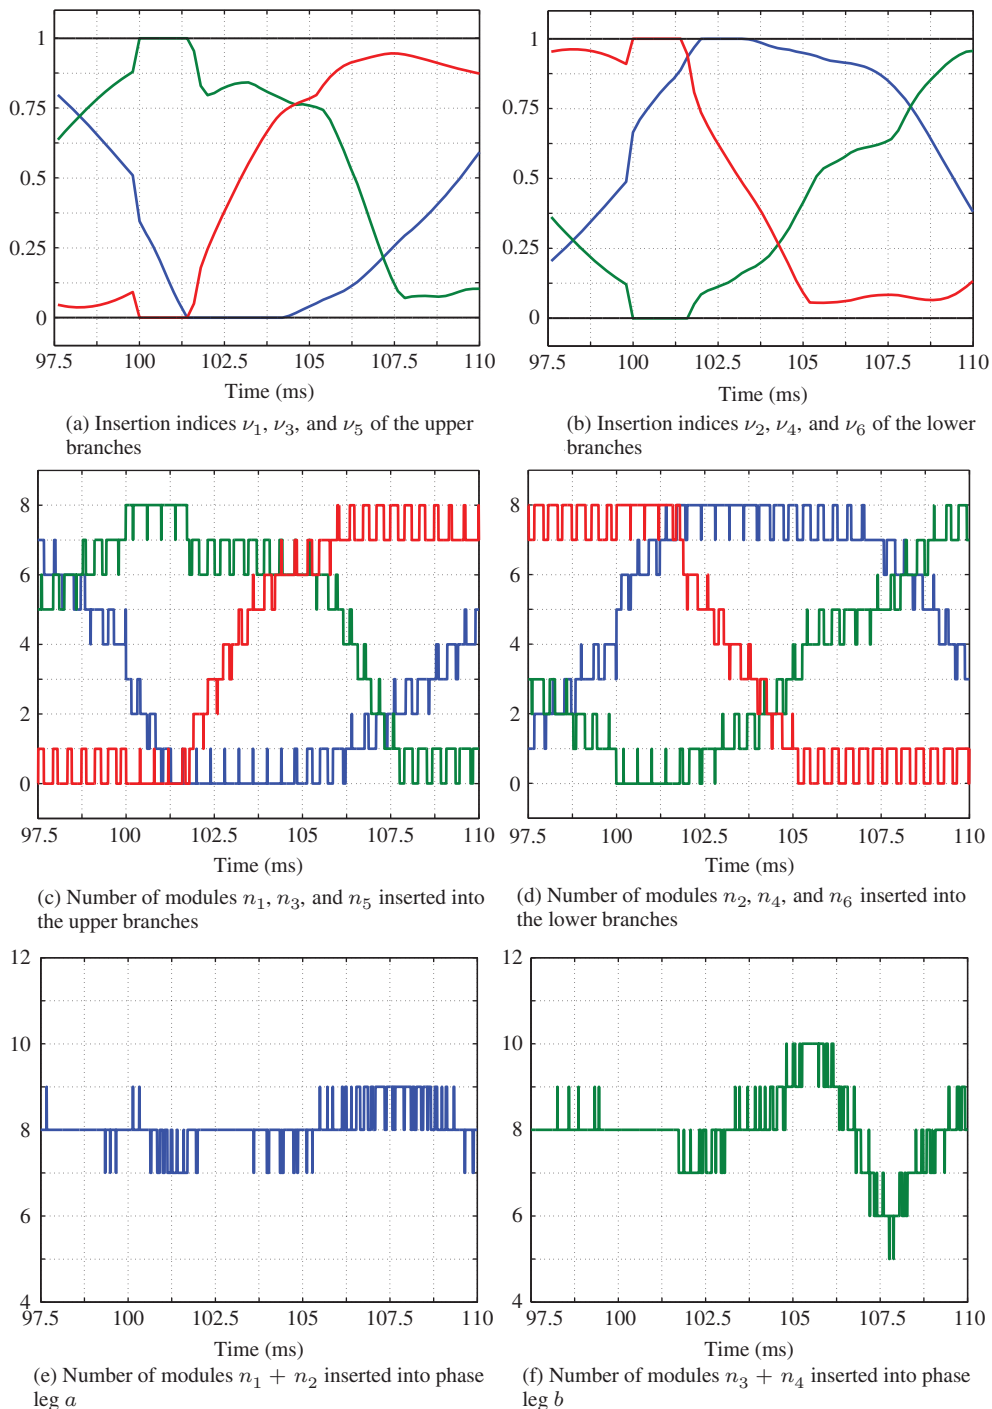 1
0.75
0.5
0.25
0
97.5 100 102.5 105 107.5 110
Time (ms)
(a) Insertion indices ν1, ν3, and ν5 of the upper
branches
1
0.75
0.5
0.25
0
97.5 100 102.5 105 107.5 110
Time (ms)
(b) Insertion indices ν2, ν4, and ν6 of the lower
branches
8
6
4
2
0
97.5 100 102.5 105 107.5 110
Time (ms)
(c) Number of modules n1, n3, and n5 inserted into
the upper branches
8
6
4
2
0
97.5 100 102.5 105 107.5 110
Time (ms)
(d) Number of modules n2, n4, and n6 inserted into
the lower branches
12
10
8
6
4
97.5 100 102.5 105 107.5 110
Time (ms)
(e) Number of modules n1 + n2 inserted into phase
leg a
12
10
8
6
4
97.5 100 102.5 105 107.5 110
Time (ms)
(f) Number of modules n3 + n4 inserted into phase
leg b